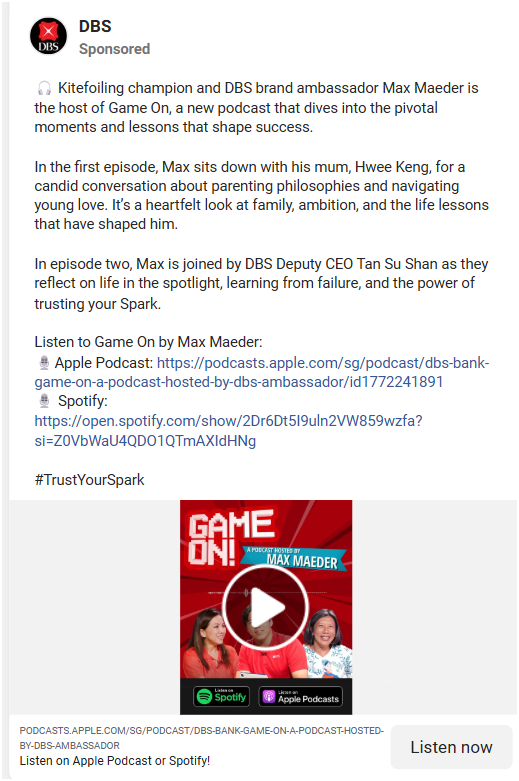 DBS
DBS
Sponsored
🎧 Kitefoiling champion and DBS brand ambassador Max Maeder is
the host of Game On, a new podcast that dives into the pivotal
moments and lessons that shape success.
In the first episode, Max sits down with his mum, Hwee Keng, for a
candid conversation about parenting philosophies and navigating
young love. It's a heartfelt look at family, ambition, and the life lessons
that have shaped him.
In episode two, Max is joined by DBS Deputy CEO Tan Su Shan as they
reflect on life in the spotlight, learning from failure, and the power of
trusting your Spark.
Listen to Game On by Max Maeder:
🎙️Apple Podcast: https://podcasts.apple.com/sg/podcast/dbs-bank-
game-on-a-podcast-hosted-by-dbs-ambassador/id1772241891
🎙️ Spotify:
https://open.spotify.com/show/2Dr6Dt5I9uln2VW859wzfa?
si=Z0VbWaU4QDO1QTmAXIdHNg
#TrustYourSpark
GAME
ON!
A PODCAST HOSTED BY
MAX MAEDER
Listen on
Spotify
Listen on
Apple Podcasts
PODCASTS.APPLE.COM/SG/PODCAST/DBS-BANK-GAME-ON-A-PODCAST-HOSTED-
BY-DBS-AMBASSADOR
Listen on Apple Podcast or Spotify!
Listen now